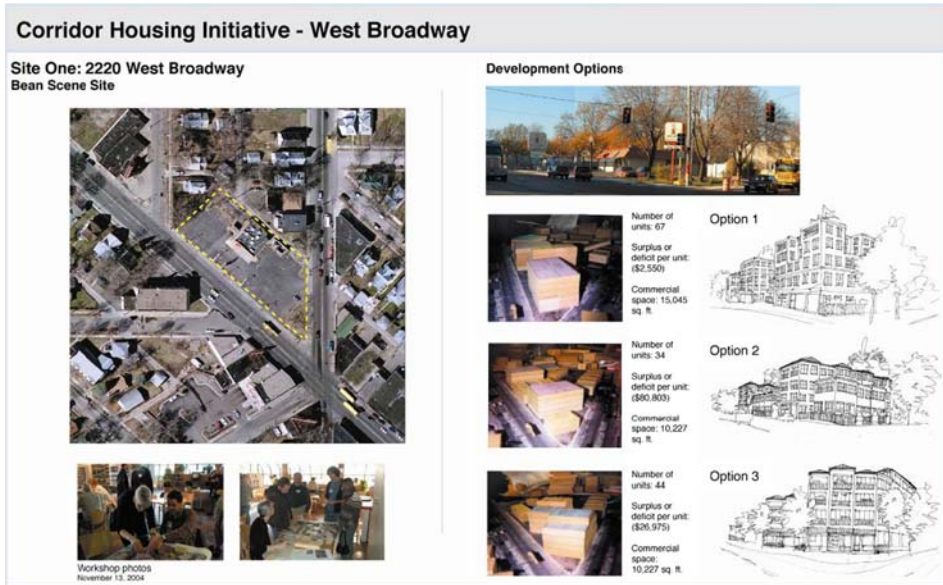 Corridor Housing Initiative - West Broadway
Site One: 2220 West Broadway
Bean Scene Site
Workshop photos
November 13, 2004
Development Options
Number of
units: 67
Surplus or
deficit per unit:
($2,550)
Commercial
space: 15,045
sq. ft.
Option 1
Number of
units: 34
Surplus or
deficit per unit:
($80,803)
Commercial
space: 10,227
sq. ft.
Option 2
Number of
units: 44
Surplus or
deficit per unit:
($26,975)
Commercial
space:
10,227 sq. ft.
Option 3